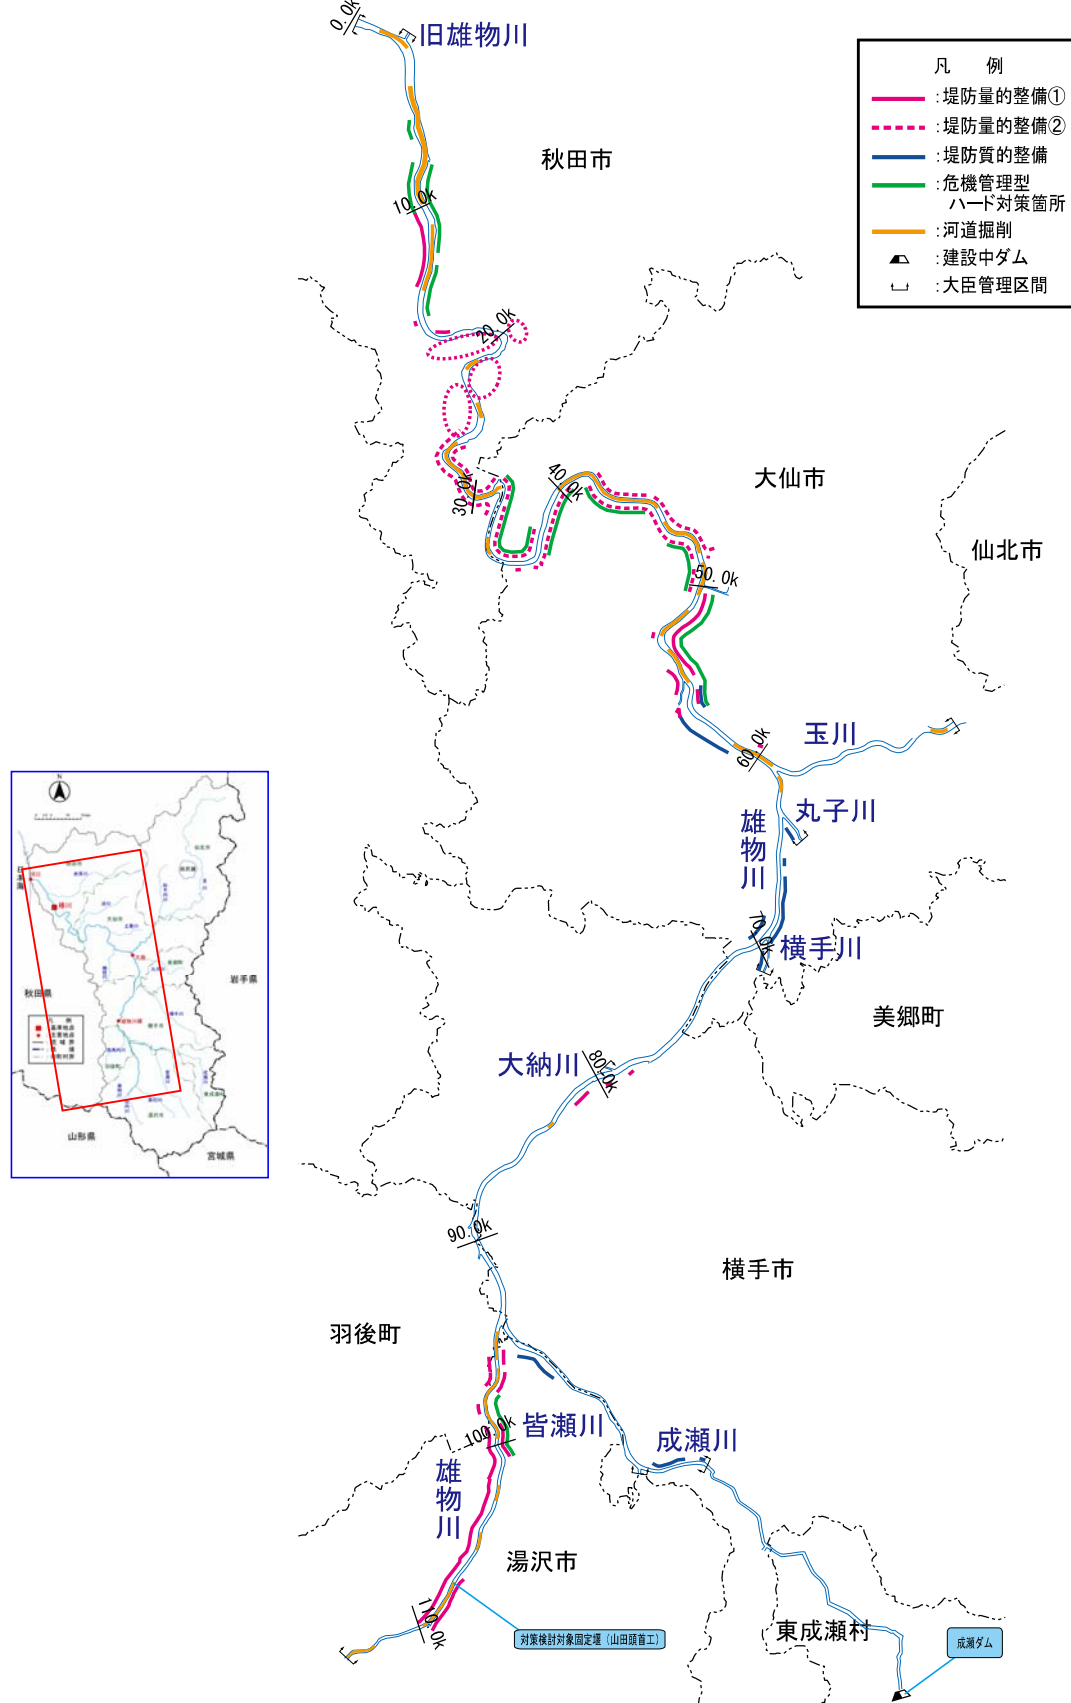 0.0k
旧雄物川
凡 例
:堤防量的整備①
:堤防量的整備②
:堤防質的整備
:危機管理型
ハード対策箇所
:河道掘削
:建設中ダム
:大臣管理区間
秋田市
10.0k
20.0k
大仙市
40.0k
30.0k
仙北市
50.0k
玉川
60.0k
丸子川
雄物川
70.0k
横手川
美郷町
大納川
80.0k
N
岩手県
秋田県
山形県
宮城県
90.0k
横手市
羽後町
皆瀬川
100.0k
成瀬川
雄物川
湯沢市
110.0k
対策検討対象固定堰(山田頭首工)
東成瀬村
成瀬ダム